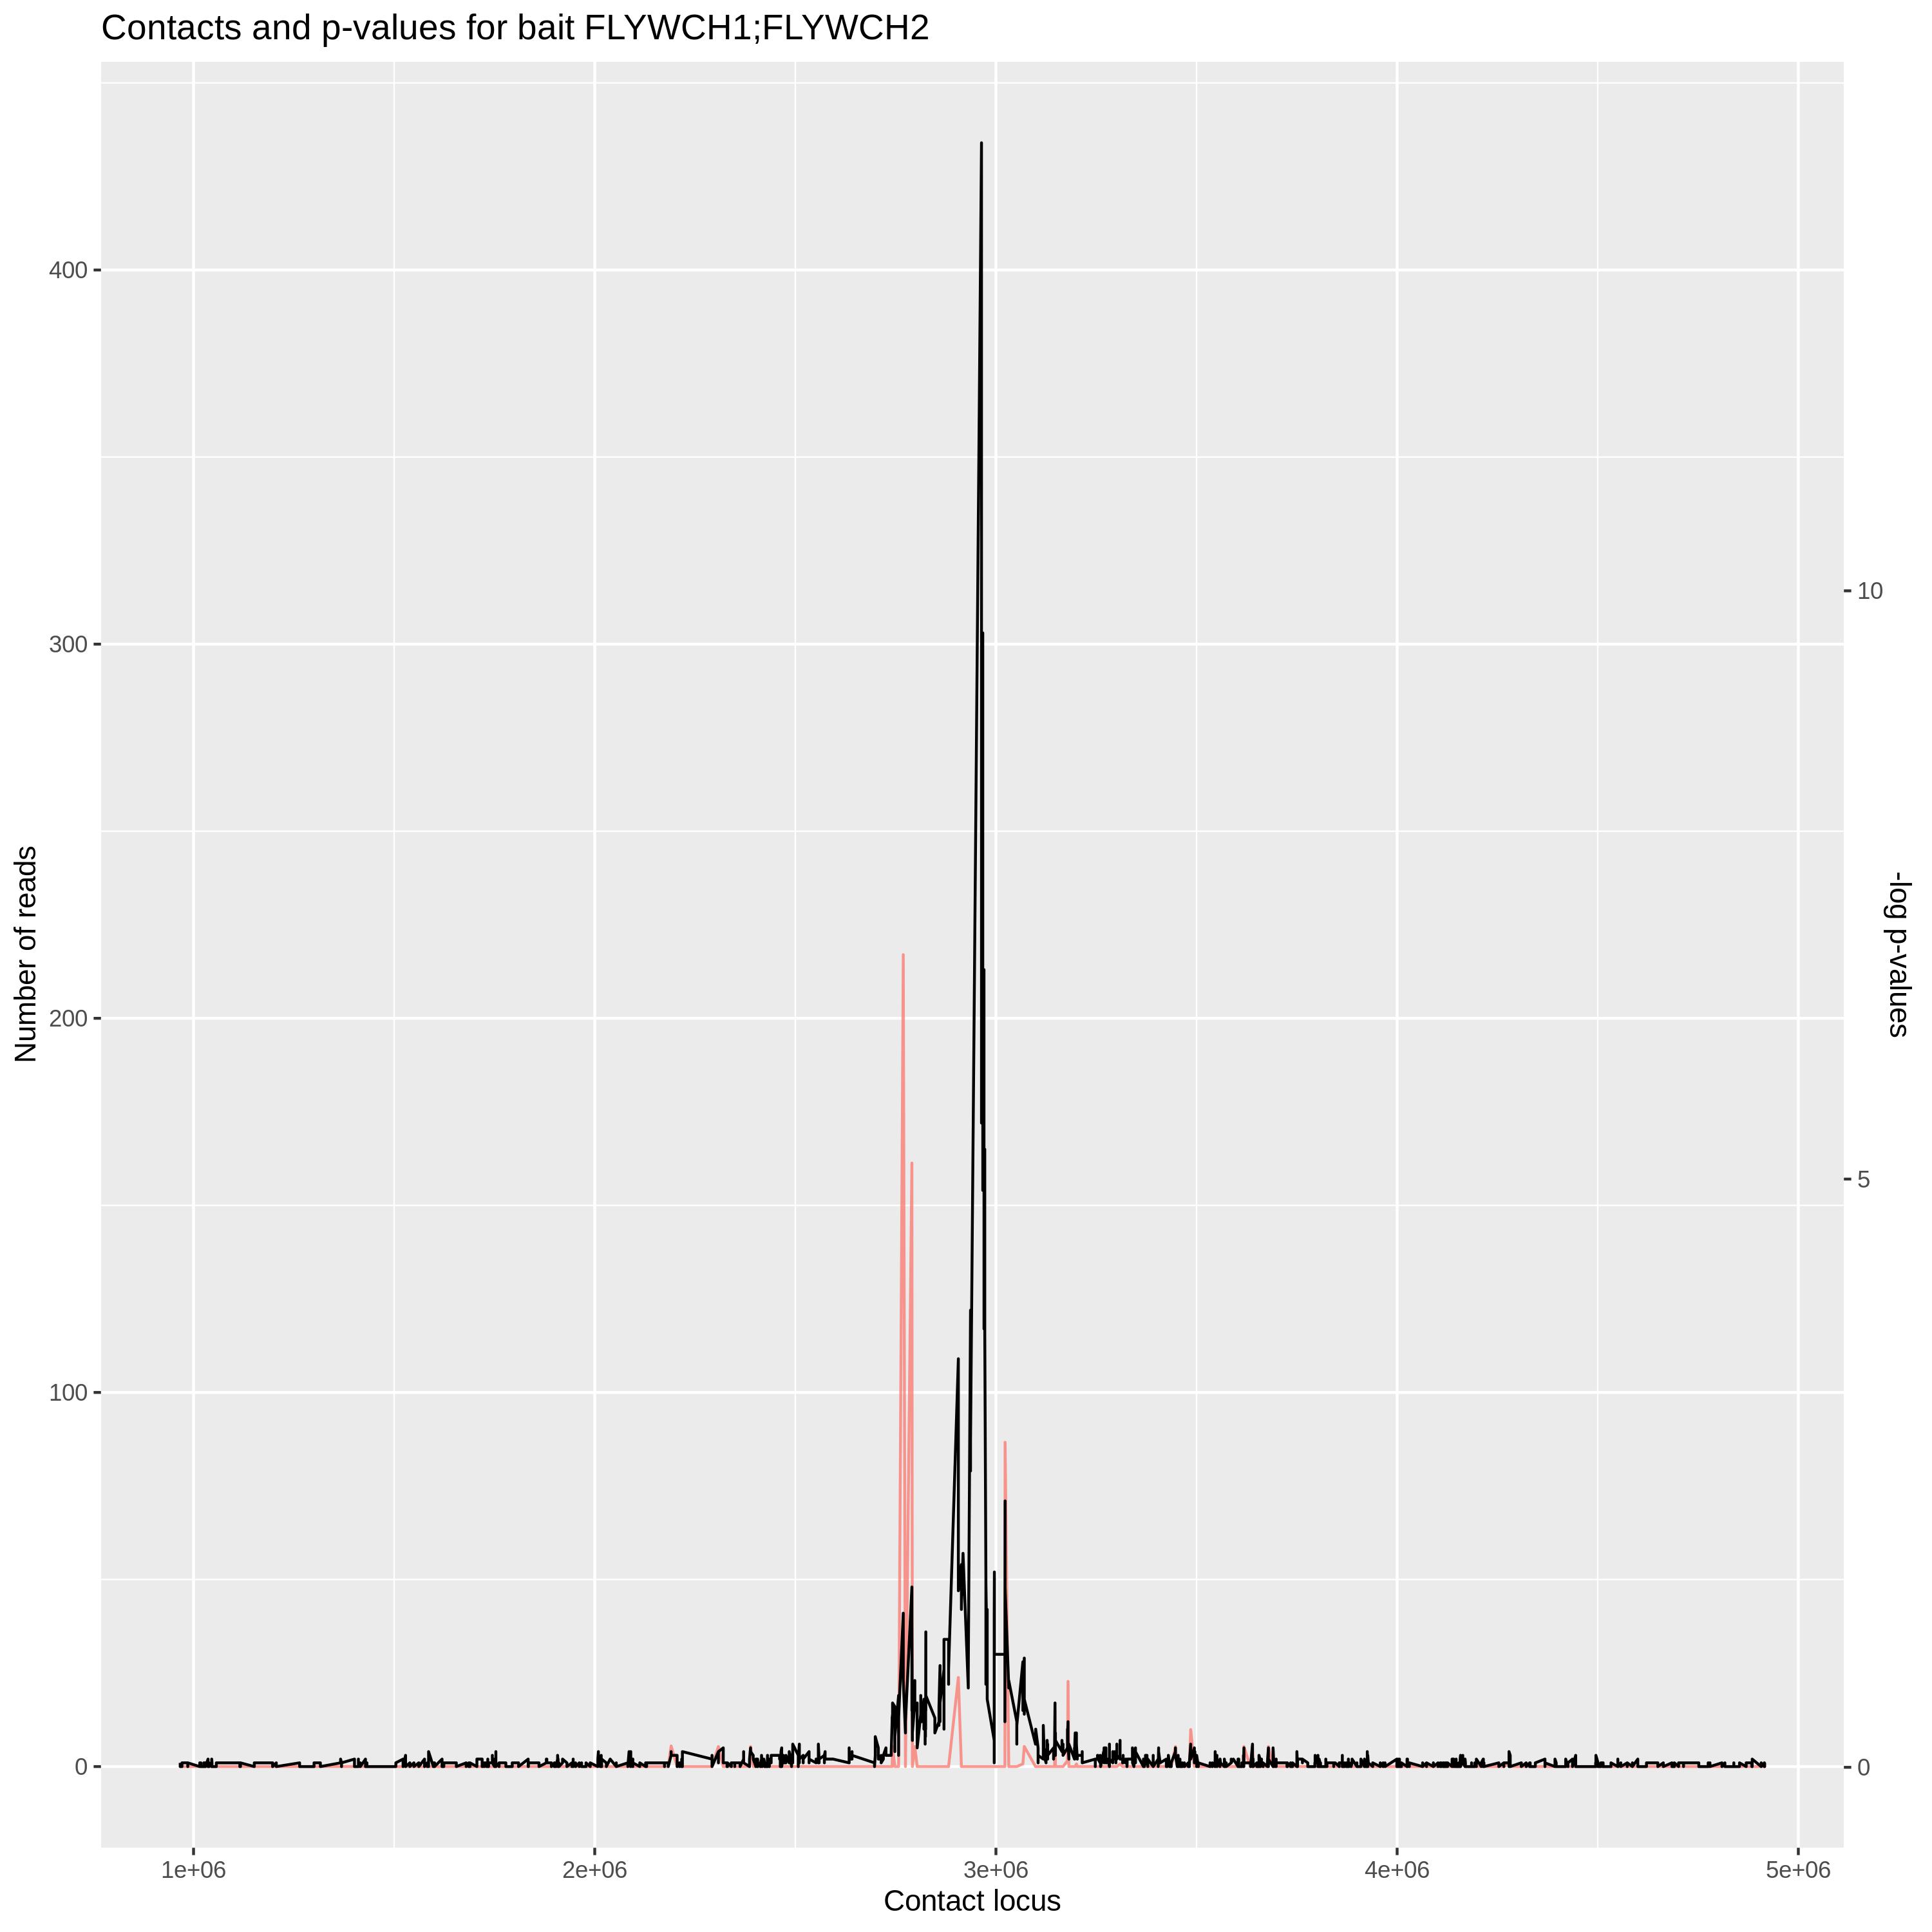 Contacts and p-values for bait FLYWCH1;FLYWCH2
Number of reads
400
300
200
100
0
10
5
0
-log p-values
1e+06
2e+06
3e+06
4e+06
5e+06
Contact locus